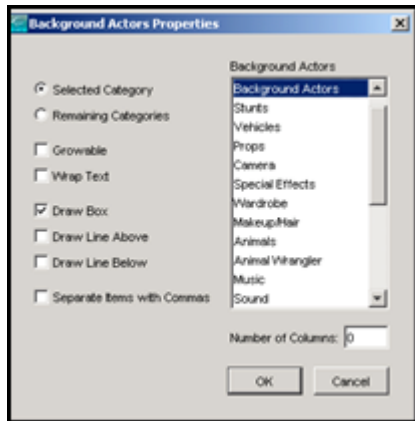 Background Actors Properties
Selected Category
Remaining Categories
Growable
Wrap Text
Draw Box
Draw Line Above
Draw Line Below
Separate Items with Commas
Background Actors
Background Actors
Stunts
Vehicles
Props
Camera
Special Effects
Wardrobe
Makeup/Hair
Animals
Animal Wrangler
Music
Sound
Number of Columns: 0
OK Cancel